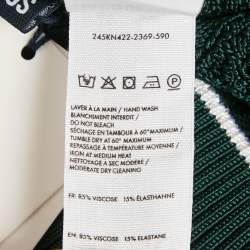 245KN422-2369-590
LAVER À LA MAIN / HAND WASH
BLANCHIMENT INTERDIT /
DO NOT BLEACH
SÉCHAGE EN TAMBOUR À 60° MAXIMUM /
TUMBLE DRY AT 60° MAXIMUM
REPASSAGE À TEMPÉRATURE MOYENNE /
IRON AT MEDIUM HEAT
NETTOYAGE À SEC MODÉRÉ /
MODERATE DRY CLEANING
FR: 85% VISCOSE 15% ÉLASTHANNE
EN: 85% VISCOSE 15% ELASTANE